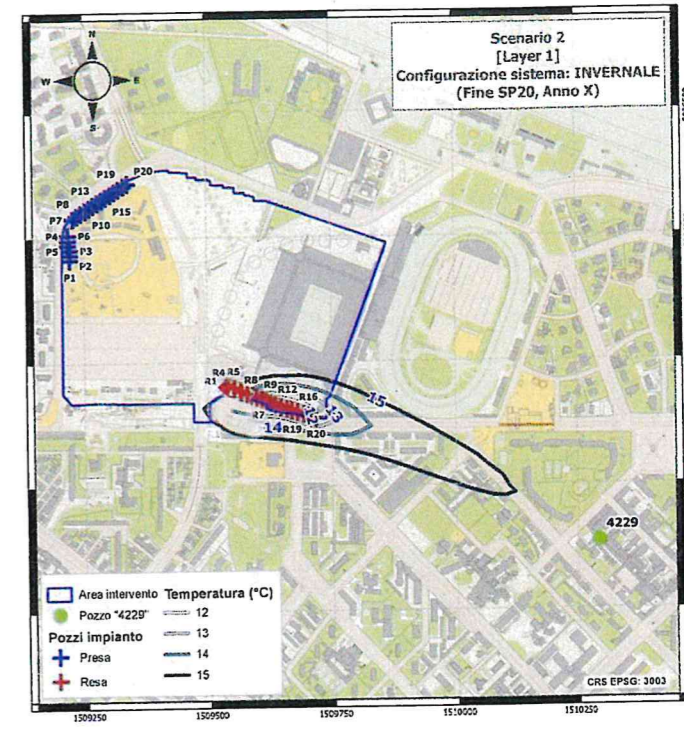 Scenario 2
[Layer 1]
Configurazione sistema: INVERNALE
(Fine SP20, Anno X)
N
W E
S
P19 P20
P13
P8
P15
P7
P10
P4 P6
P5 P3
P2
P1
R4 R5
R1
R8
R9
R12
R16
R7
R19
R20
12
13
14
15
4229
Area intervento
Pozzo "4229"
Pozzi impianto
Presa
Resa
Temperatura (°C)
12
13
14
15
CRS EPSG: 3003
1509250 1509500 1509750 1510000 1510250